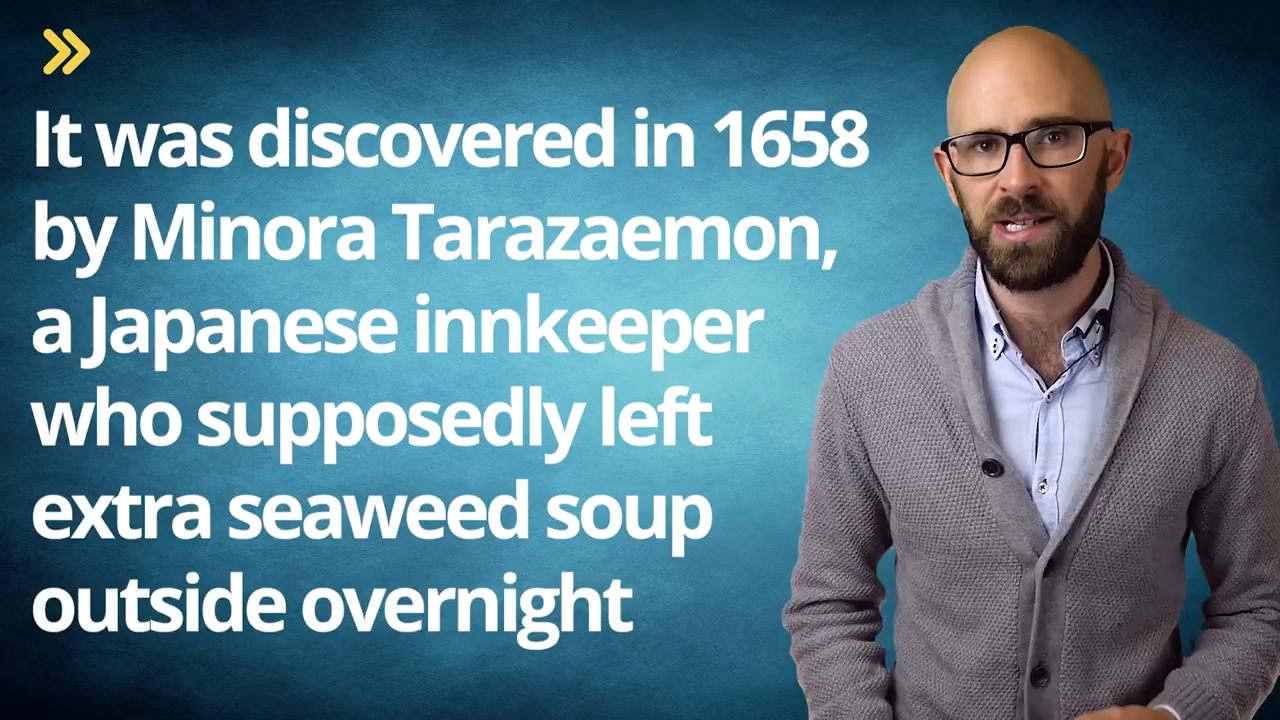 It was discovered in 1658
by Minora Tarazaemon,
a Japanese innkeeper
who supposedly left
extra seaweed soup
outside overnight